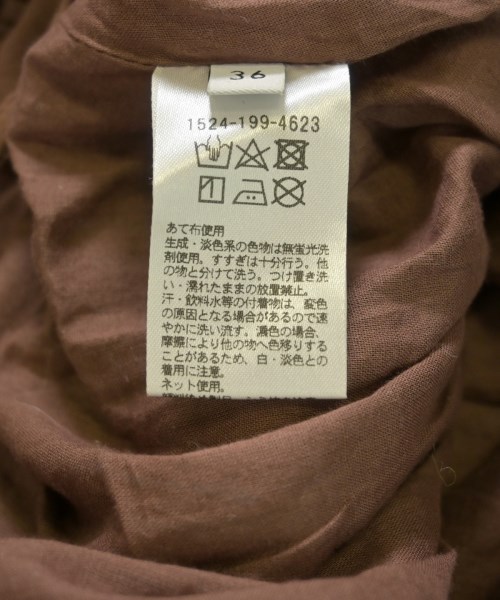 36
1524-199-4623
あて布使用
生成・淡色系の色物は無蛍光洗
剤使用。すすぎは十分行う。他
の物と分けて洗う。つけ置き洗
い・濡れたままの放置禁止。
汗・飲料水等の付着物は、変色
の原因となる場合があるので速
やかに洗い流す。濃色の場合、
摩擦により他の物へ色移りする
ことがあるため、白・淡色との
着用に注意。
ネット使用。